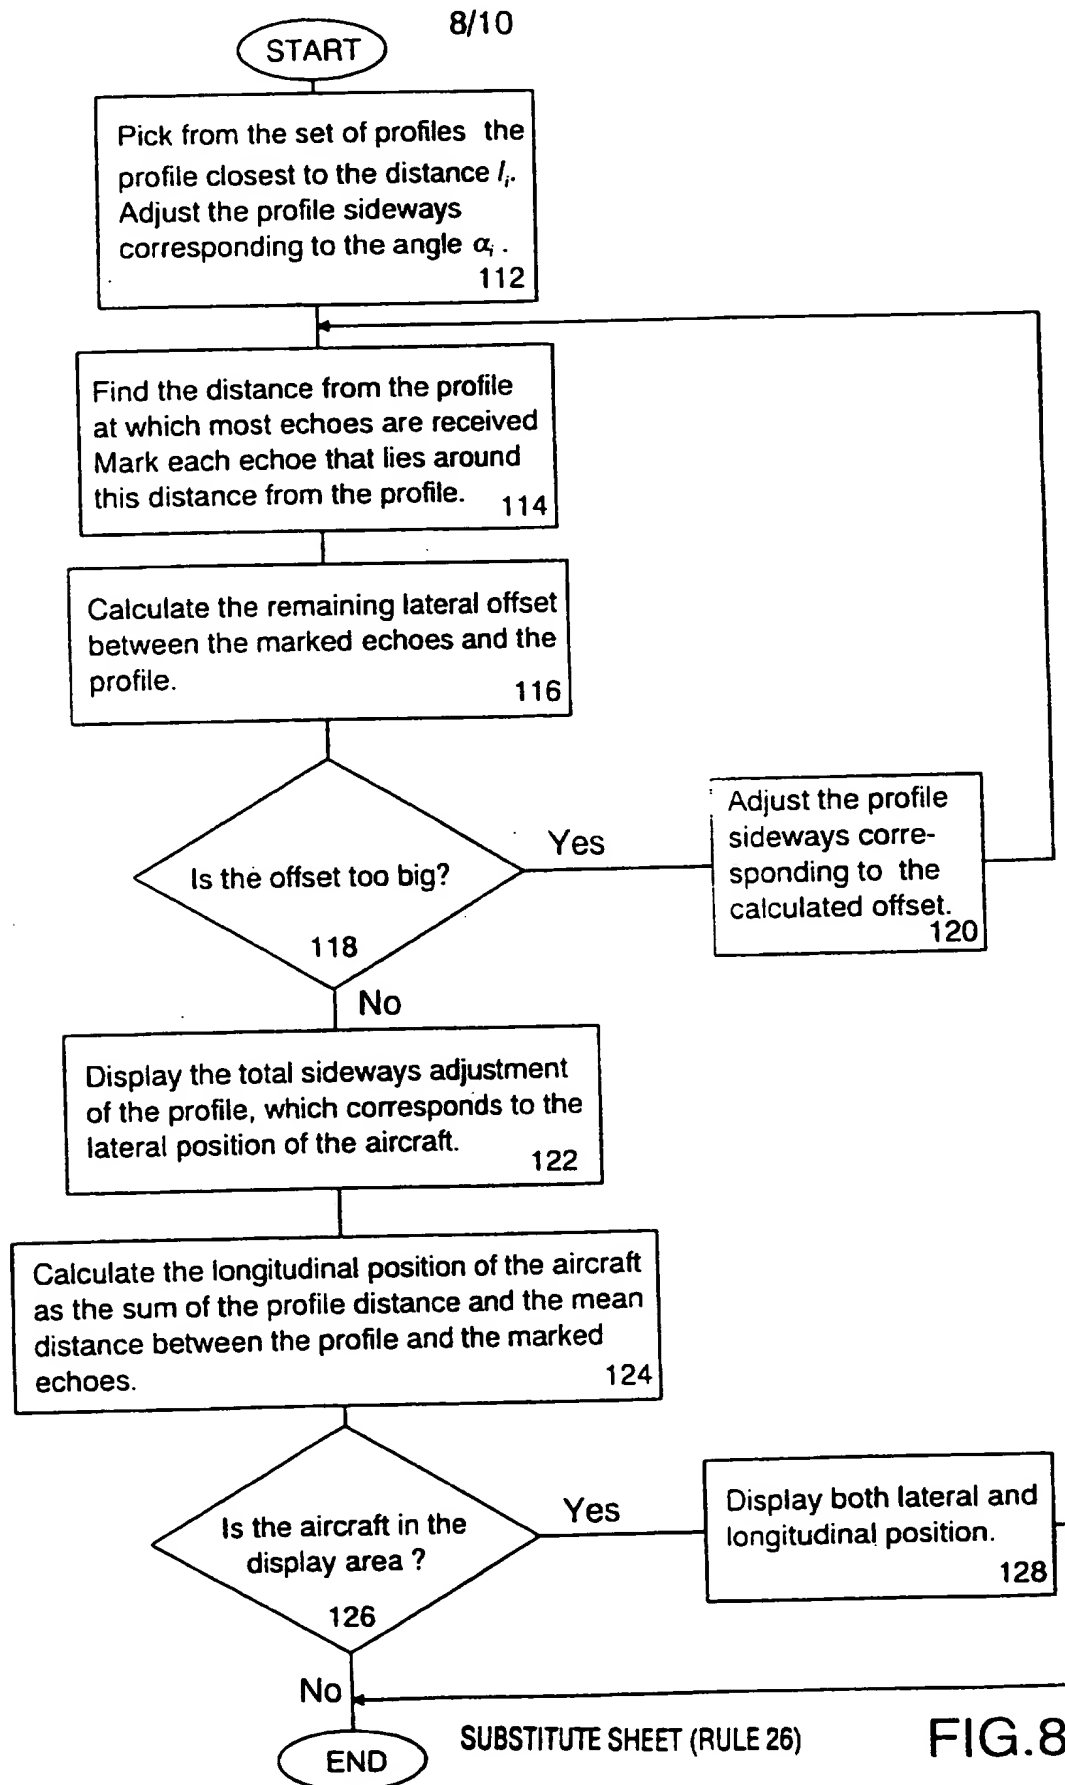 8/10
START
Pick from the set of profiles the
profile closest to the distance lᵢ.
Adjust the profile sideways
corresponding to the angle αᵢ .
112
Find the distance from the profile
at which most echoes are received
Mark each echoe that lies around
this distance from the profile.
114
Calculate the remaining lateral offset
between the marked echoes and the
profile.
116
Is the offset too big?
118
Yes
Adjust the profile
sideways corre-
sponding to the
calculated offset.
120
No
Display the total sideways adjustment
of the profile, which corresponds to the
lateral position of the aircraft.
122
Calculate the longitudinal position of the aircraft
as the sum of the profile distance and the mean
distance between the profile and the marked
echoes.
124
Is the aircraft in the
display area ?
126
Yes
Display both lateral and
longitudinal position.
128
No
END
SUBSTITUTE SHEET (RULE 26)
FIG.8